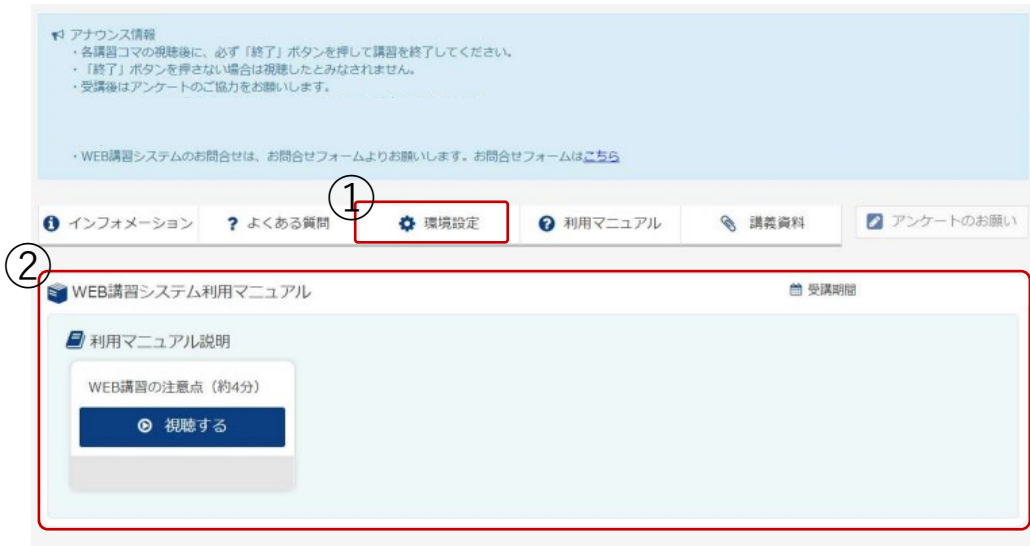 アナウンス情報
・各講習コマの視聴後に、必ず「終了」ボタンを押して講習を終了してください。
・「終了」ボタンを押さない場合は視聴したとみなされません。
・受講後はアンケートのご協力をお願いします。
・WEB講習システムのお問合せは、お問合せフォームよりお願いします。お問合せフォームはこちら
①
インフォメーション ? よくある質問 環境設定 利用マニュアル 講義資料 アンケートのお願い
②
WEB講習システム利用マニュアル 受講期間
利用マニュアル説明
WEB講習の注意点（約4分）
視聴する